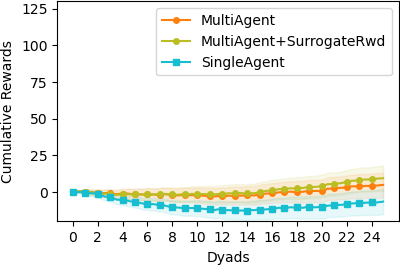 125
100
75
50
25
0
Cumulative Rewards
MultiAgent
MultiAgent+SurrogateRwd
SingleAgent
0 2 4 6 8 10 12 14 16 18 20 22 24
Dyads